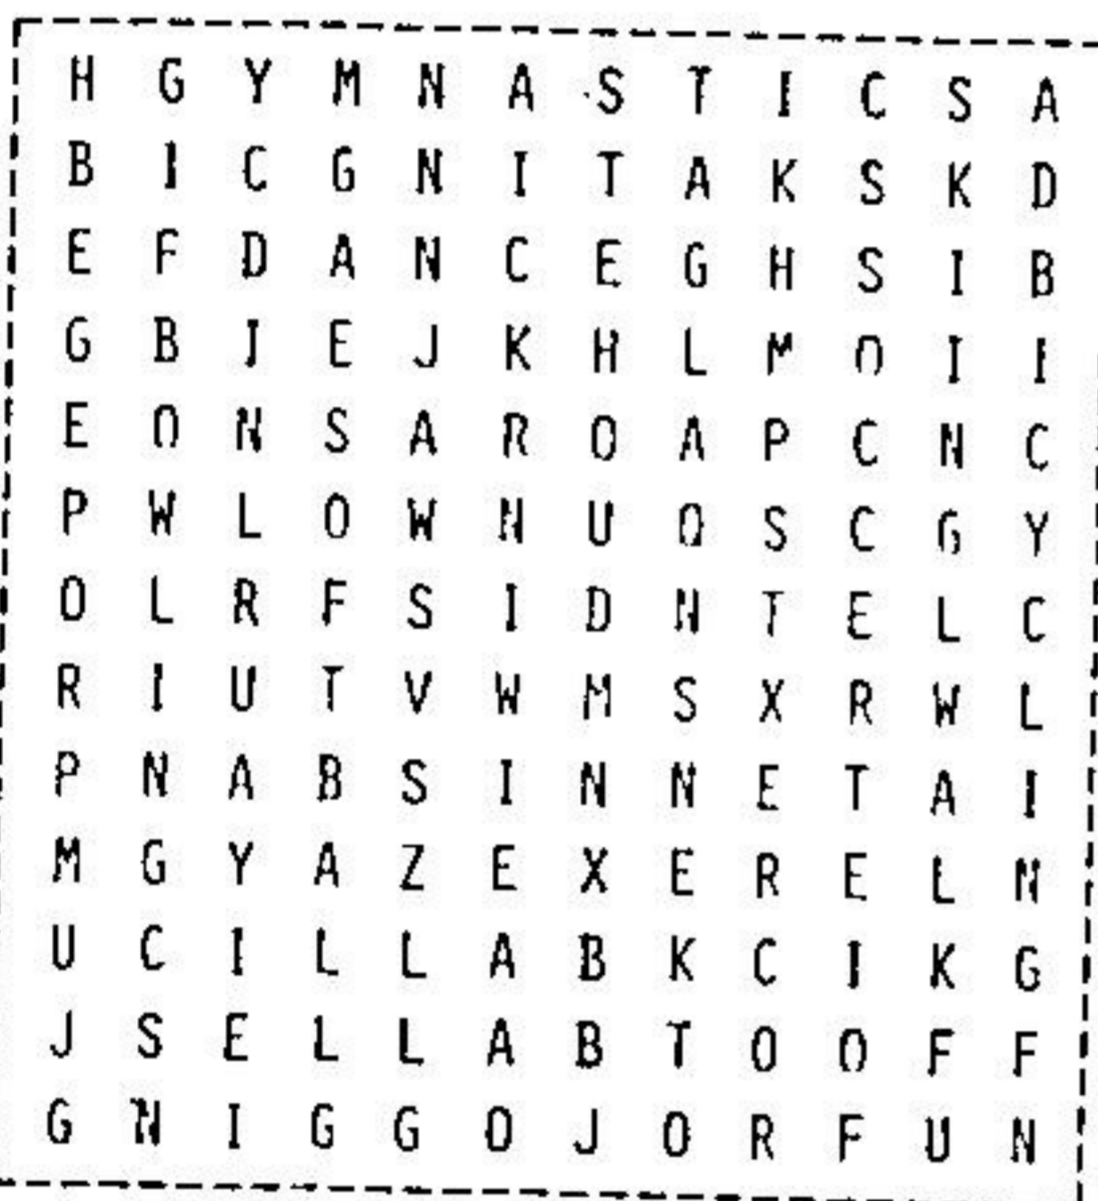 H G Y M N A S T I C S A
B I C G N I T A K S K D
E F D A N C E G H S I B
G B I E J K H L M O I I
E O N S A R O A P C N C
P W L O W N U O S C G Y
O L R F S I D N T E L C
R I U T V W M S X R W L
P N A B S I N N E T A I
M G Y A Z E X E R E L N
U C I L L A B K C I K G
J S E L L A B T O O F F
G N I G G O J O R F U N